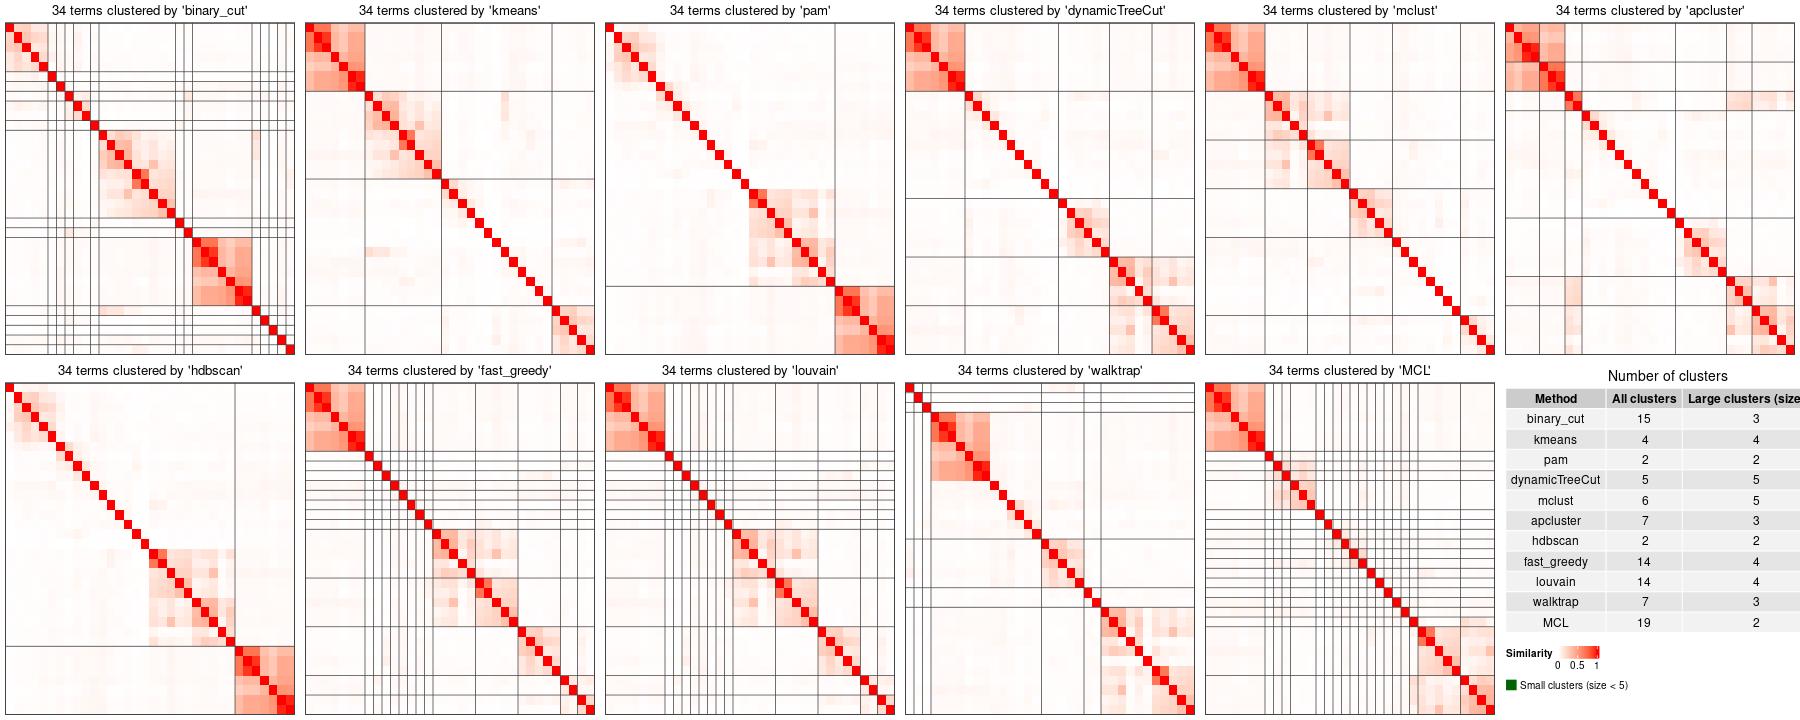 34 terms clustered by 'binary_cut'
34 terms clustered by 'kmeans'
34 terms clustered by 'pam'
34 terms clustered by 'dynamicTreeCut'
34 terms clustered by 'mclust'
34 terms clustered by 'apcluster'
34 terms clustered by 'hdbscan'
34 terms clustered by 'fast_greedy'
34 terms clustered by 'louvain'
34 terms clustered by 'walktrap'
34 terms clustered by 'MCL'
Number of clusters
Method All clusters Large clusters (size
binary_cut 15 3
kmeans 4 4
pam 2 2
dynamicTreeCut 5 5
mclust 6 5
apcluster 7 3
hdbscan 2 2
fast_greedy 14 4
louvain 14 4
walktrap 7 3
MCL 19 2
Similarity
0 0.5 1
Small clusters (size < 5)